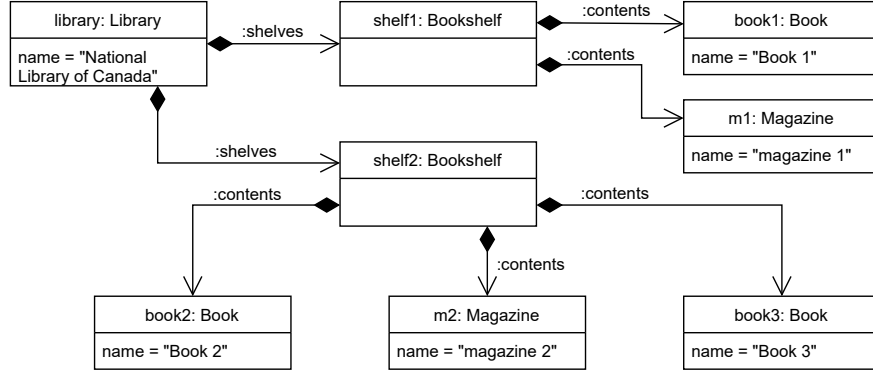 library: Library
name = "National
Library of Canada"
:shelves
shelf1: Bookshelf
:contents
book1: Book
name = "Book 1"
:contents
m1: Magazine
name = "magazine 1"
:shelves
shelf2: Bookshelf
:contents
:contents
:contents
book2: Book
name = "Book 2"
m2: Magazine
name = "magazine 2"
book3: Book
name = "Book 3"